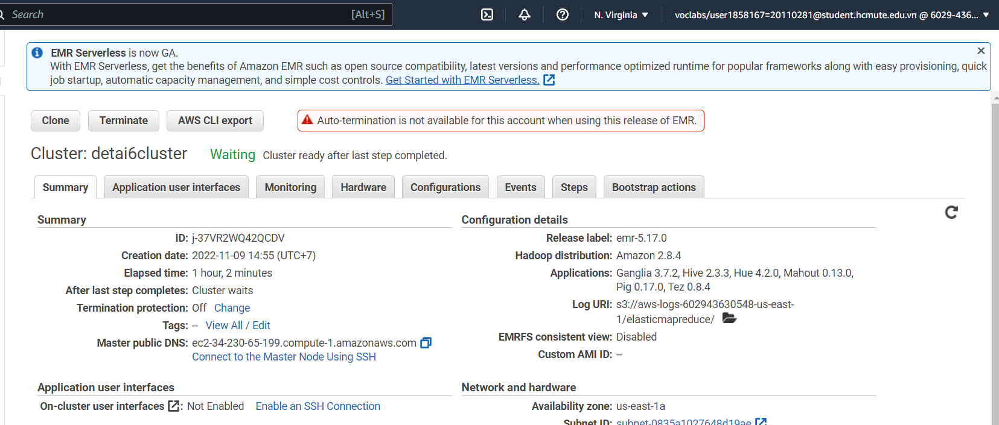 Search [Alt+S] N. Virginia voclabs/user1858167=20110281@student.hcmute.edu.vn @ 6029-436...
EMR Serverless is now GA.
With EMR Serverless, get the benefits of Amazon EMR such as open source compatibility, latest versions and performance optimized runtime for popular frameworks along with easy provisioning, quick
job startup, automatic capacity management, and simple cost controls. Get Started with EMR Serverless.
Clone Terminate AWS CLI export Auto-termination is not available for this account when using this release of EMR.
Cluster: detai6cluster Waiting Cluster ready after last step completed.
Summary Application user interfaces Monitoring Hardware Configurations Events Steps Bootstrap actions
Summary
ID: j-37VR2WQ42QCDV
Creation date: 2022-11-09 14:55 (UTC+7)
Elapsed time: 1 hour, 2 minutes
After last step completes: Cluster waits
Termination protection: Off Change
Tags: -- View All / Edit
Master public DNS: ec2-34-230-65-199.compute-1.amazonaws.com
Connect to the Master Node Using SSH
Configuration details
Release label: emr-5.17.0
Hadoop distribution: Amazon 2.8.4
Applications: Ganglia 3.7.2, Hive 2.3.3, Hue 4.2.0, Mahout 0.13.0,
Pig 0.17.0, Tez 0.8.4
Log URI: s3://aws-logs-602943630548-us-east-
1/elasticmapreduce/
EMRFS consistent view: Disabled
Custom AMI ID: --
Application user interfaces
On-cluster user interfaces : Not Enabled Enable an SSH Connection
Network and hardware
Availability zone: us-east-1a
Subnet ID: subnet-0835a1027648d19ae